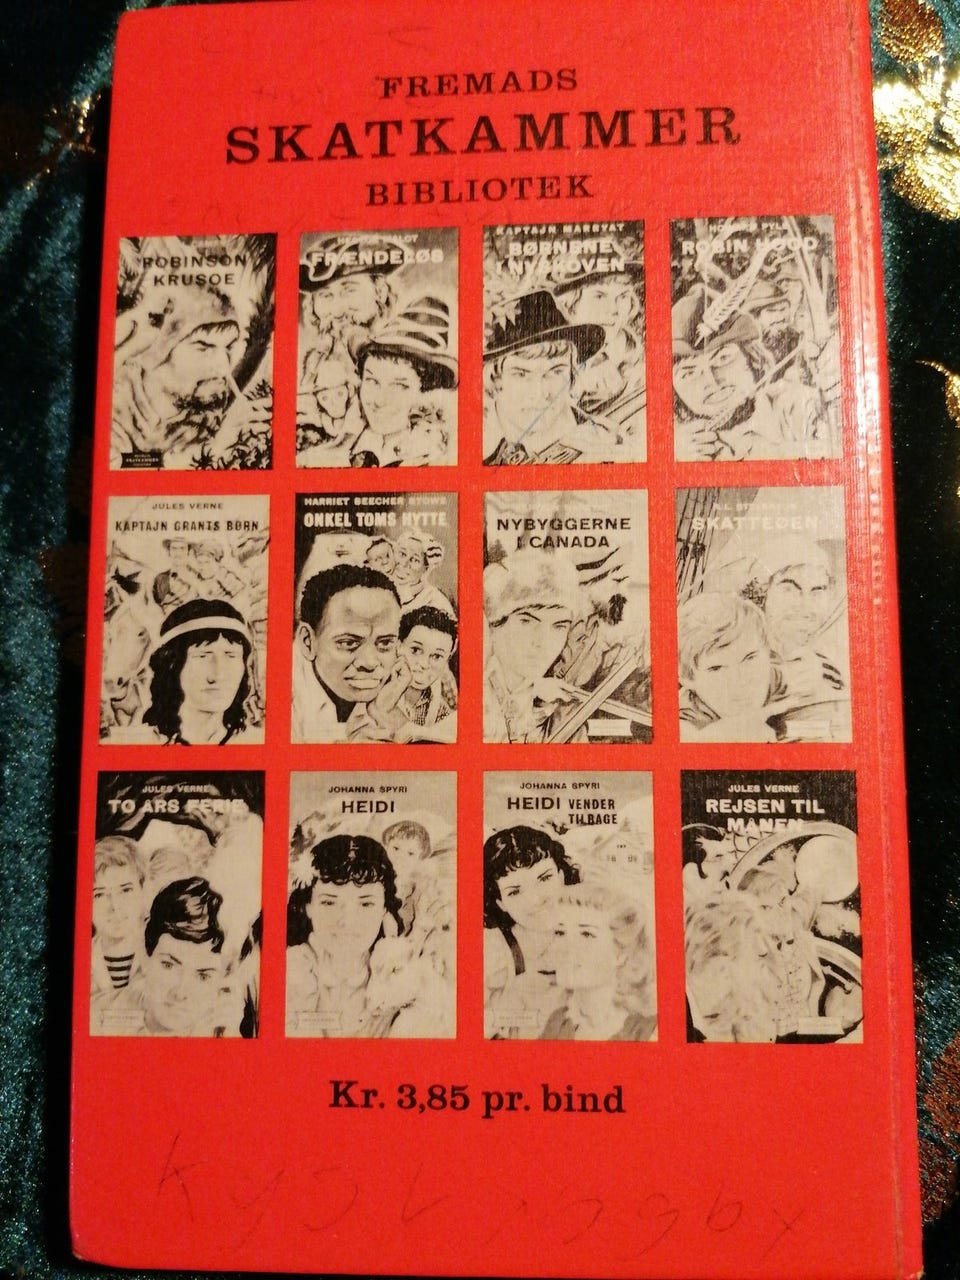 FREMADS
SKATKAMMER
BIBLIOTEK
ROBINSON
KRUSOE
FRÆNDELØS
KAPTAJN MARRYAT
BØRNENE
I NYSKOVEN
ROBIN HOOD
JULES VERNE
KAPTAJN GRANTS BØRN
HARRIET BEECHER STOWE
ONKEL TOMS HYTTE
NYBYGGERNE
I CANADA
SKATTEØEN
JULES VERNE
TO ARS FERIE
JOHANNA SPYRI
HEIDI
JOHANNA SPYRI
HEIDI VENDER
TILBAGE
JULES VERNE
REJSEN TIL
MANEN
Kr. 3,85 pr. bind